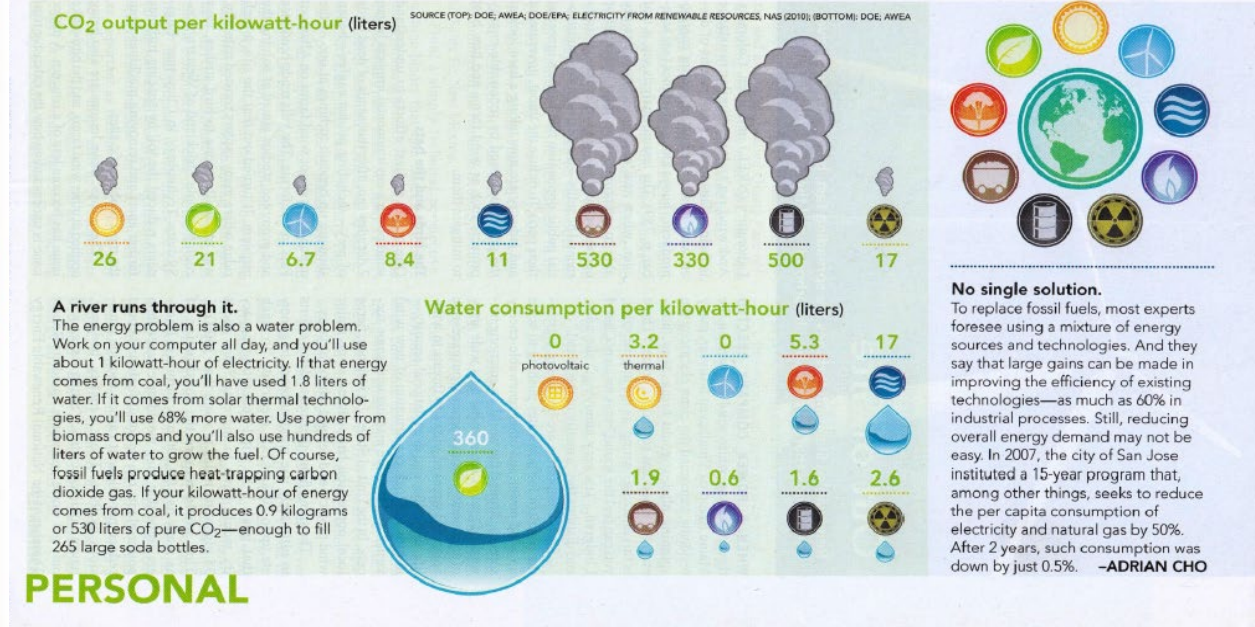 CO2 output per kilowatt-hour (liters)
SOURCE (TOP): DOE; AWEA; DOE/EPA; ELECTRICITY FROM RENEWABLE RESOURCES, NAS (2010); (BOTTOM): DOE; AWEA
26 21 6.7 8.4 11 530 330 500 17
A river runs through it.
The energy problem is also a water problem.
Work on your computer all day, and you'll use
about 1 kilowatt-hour of electricity. If that energy
comes from coal, you'll have used 1.8 liters of
water. If it comes from solar thermal technolo-
gies, you'll use 68% more water. Use power from
biomass crops and you'll also use hundreds of
liters of water to grow the fuel. Of course,
fossil fuels produce heat-trapping carbon
dioxide gas. If your kilowatt-hour of energy
comes from coal, it produces 0.9 kilograms
or 530 liters of pure CO2—enough to fill
265 large soda bottles.
Water consumption per kilowatt-hour (liters)
0 3.2 0 5.3 17
photovoltaic thermal
360
1.9 0.6 1.6 2.6
No single solution.
To replace fossil fuels, most experts
foresee using a mixture of energy
sources and technologies. And they
say that large gains can be made in
improving the efficiency of existing
technologies—as much as 60% in
industrial processes. Still, reducing
overall energy demand may not be
easy. In 2007, the city of San Jose
instituted a 15-year program that,
among other things, seeks to reduce
the per capita consumption of
electricity and natural gas by 50%.
After 2 years, such consumption was
down by just 0.5%. –ADRIAN CHO
PERSONAL